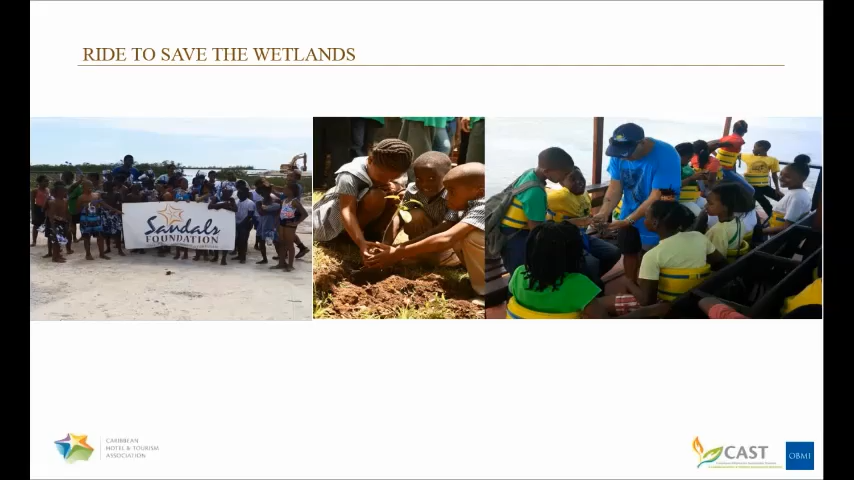 RIDE TO SAVE THE WETLANDS
Sandals
FOUNDATION
CARIBBEAN
HOTEL & TOURISM
ASSOCIATION
CAST
OBMI